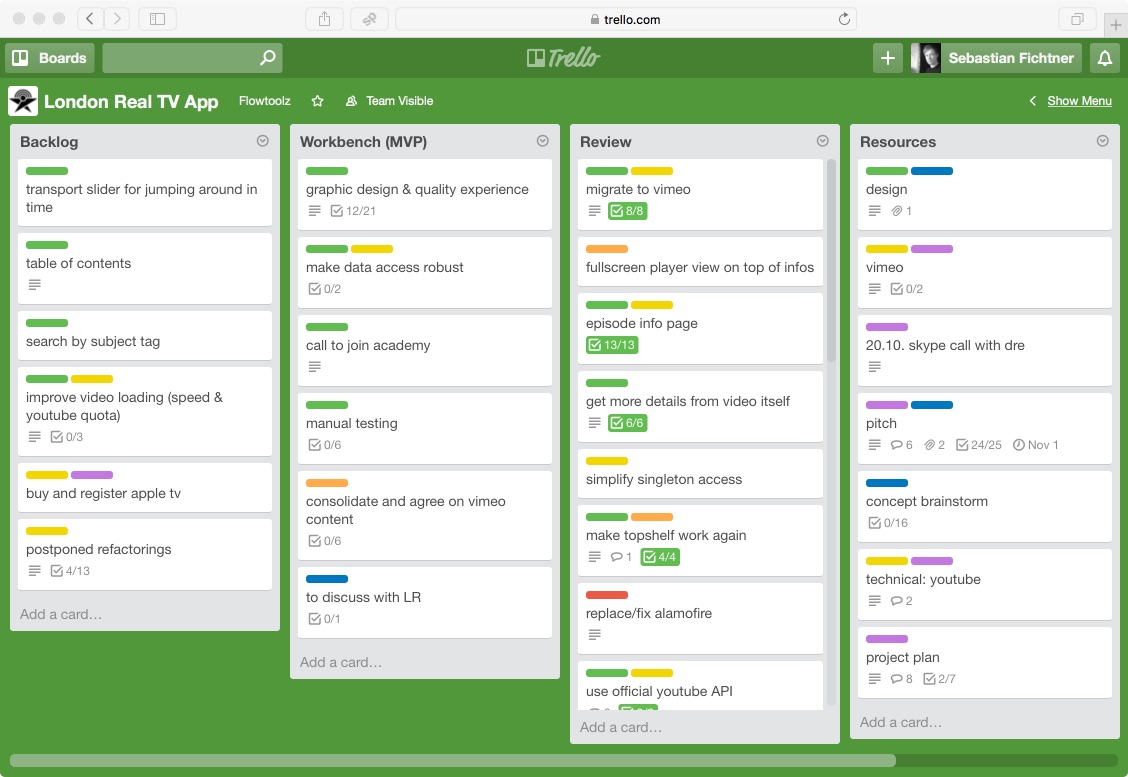 trello.com
Boards
Trello
Sebastian Fichtner
London Real TV App
Flowtoolz
Team Visible
Show Menu
Backlog
transport slider for jumping around in
time
table of contents
search by subject tag
improve video loading (speed &
youtube quota)
0/3
buy and register apple tv
postponed refactorings
4/13
Add a card…
Workbench (MVP)
graphic design & quality experience
12/21
make data access robust
0/2
call to join academy
manual testing
0/6
consolidate and agree on vimeo
content
0/6
to discuss with LR
0/1
Add a card…
Review
migrate to vimeo
8/8
fullscreen player view on top of infos
episode info page
13/13
get more details from video itself
6/6
simplify singleton access
make topshelf work again
1 4/4
replace/fix alamofire
use official youtube API
Add a card…
Resources
design
1
vimeo
0/2
20.10. skype call with dre
pitch
6 2 24/25 Nov 1
concept brainstorm
0/16
technical: youtube
2
project plan
8 2/7
Add a card…